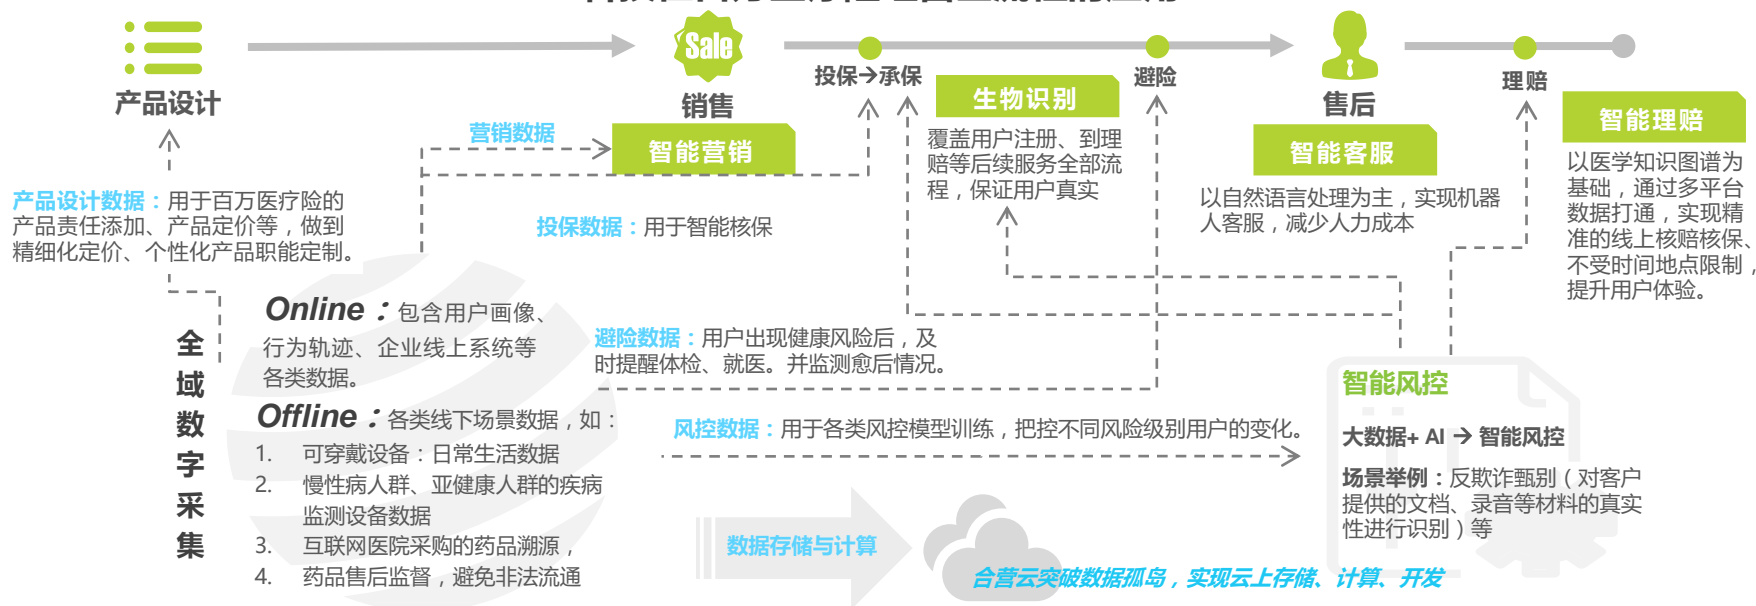 Sale
投保→承保
避险
理赔
产品设计
销售
售后
生物识别
智能理赔
智能营销
智能客服
营销数据
覆盖用户注册、到理
赔等后续服务全部流
程，保证用户真实
以自然语言处理为主，实现机器
人客服，减少人力成本
以医学知识图谱为
基础，通过多平台
数据打通，实现精
准的线上核赔核保、
不受时间地点限制，
提升用户体验。
产品设计数据：用于百万医疗险的
产品责任添加、产品定价等，做到
精细化定价、个性化产品职能定制。
投保数据：用于智能核保
全域数字采集
Online：包含用户画像、
行为轨迹、企业线上系统等
各类数据。
避险数据：用户出现健康风险后，及
时提醒体检、就医。并监测愈后情况。
Offline：各类线下场景数据，如：
1. 可穿戴设备：日常生活数据
2. 慢性病人群、亚健康人群的疾病
监测设备数据
3. 互联网医院采购的药品溯源，
4. 药品售后监督，避免非法流通
风控数据：用于各类风控模型训练，把控不同风险级别用户的变化。
智能风控
大数据+ AI → 智能风控
场景举例：反欺诈甄别（对客户
提供的文档、录音等材料的真实
性进行识别）等
数据存储与计算
合营云突破数据孤岛，实现云上存储、计算、开发